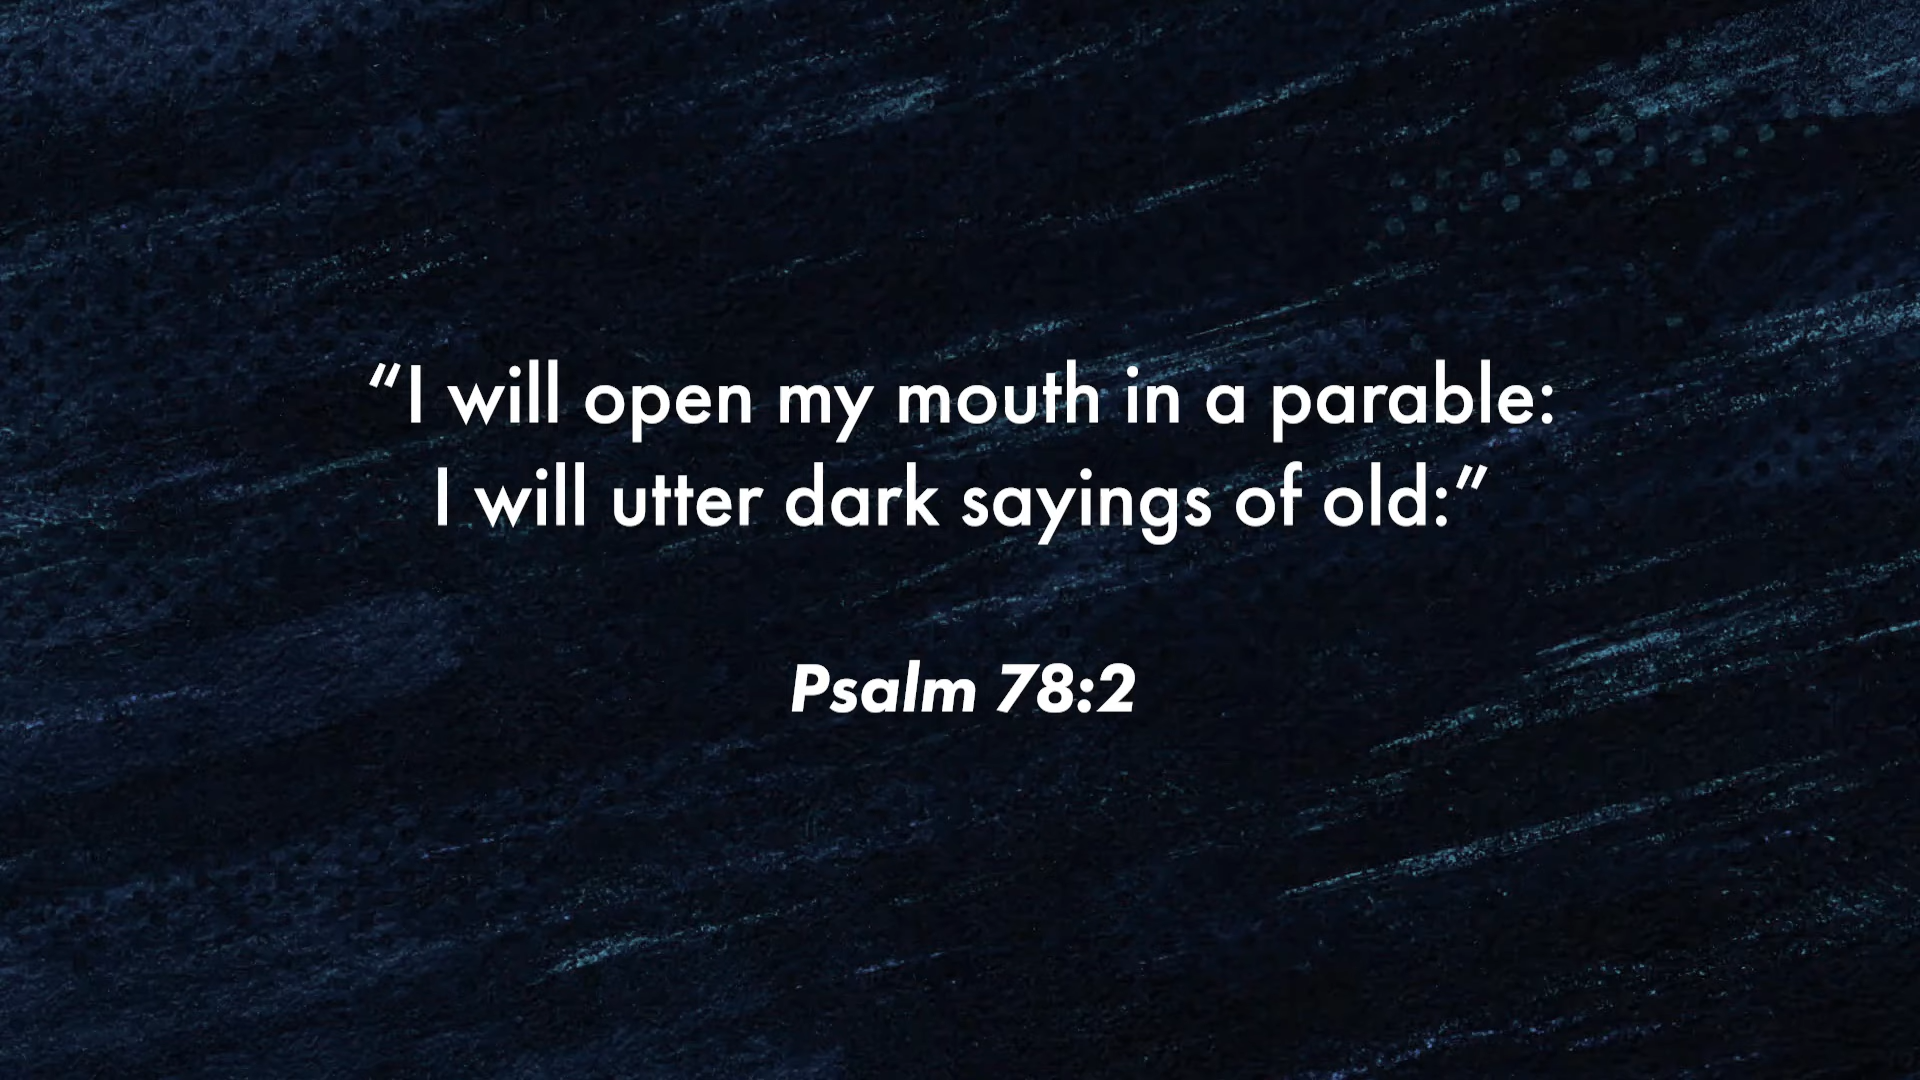 “I will open my mouth in a parable:
I will utter dark sayings of old:”
Psalm 78:2